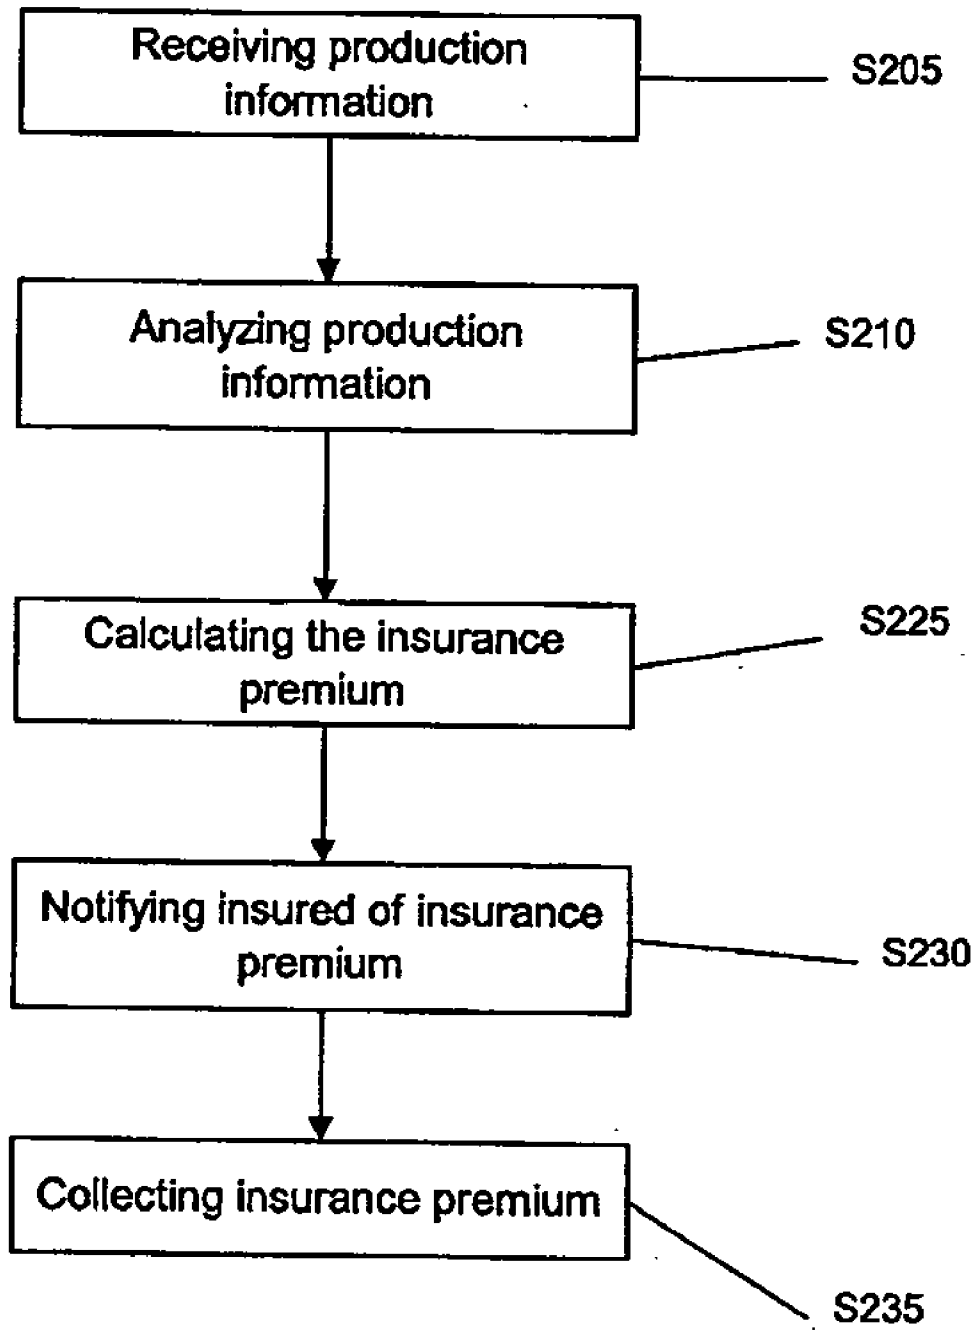 Receiving production
information
S205
Analyzing production
information
S210
Calculating the insurance
premium
S225
Notifying insured of insurance
premium
S230
Collecting insurance premium
S235